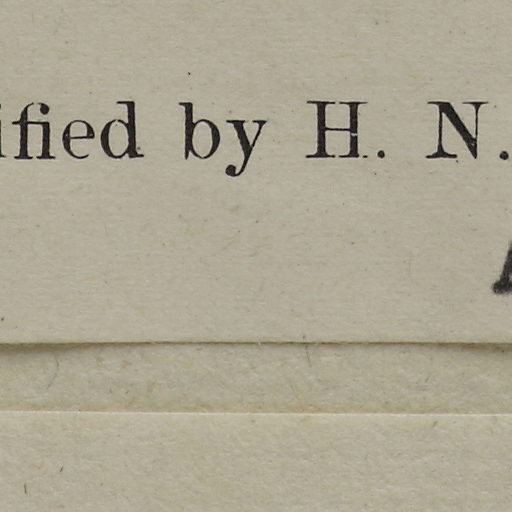 ified by H. N.